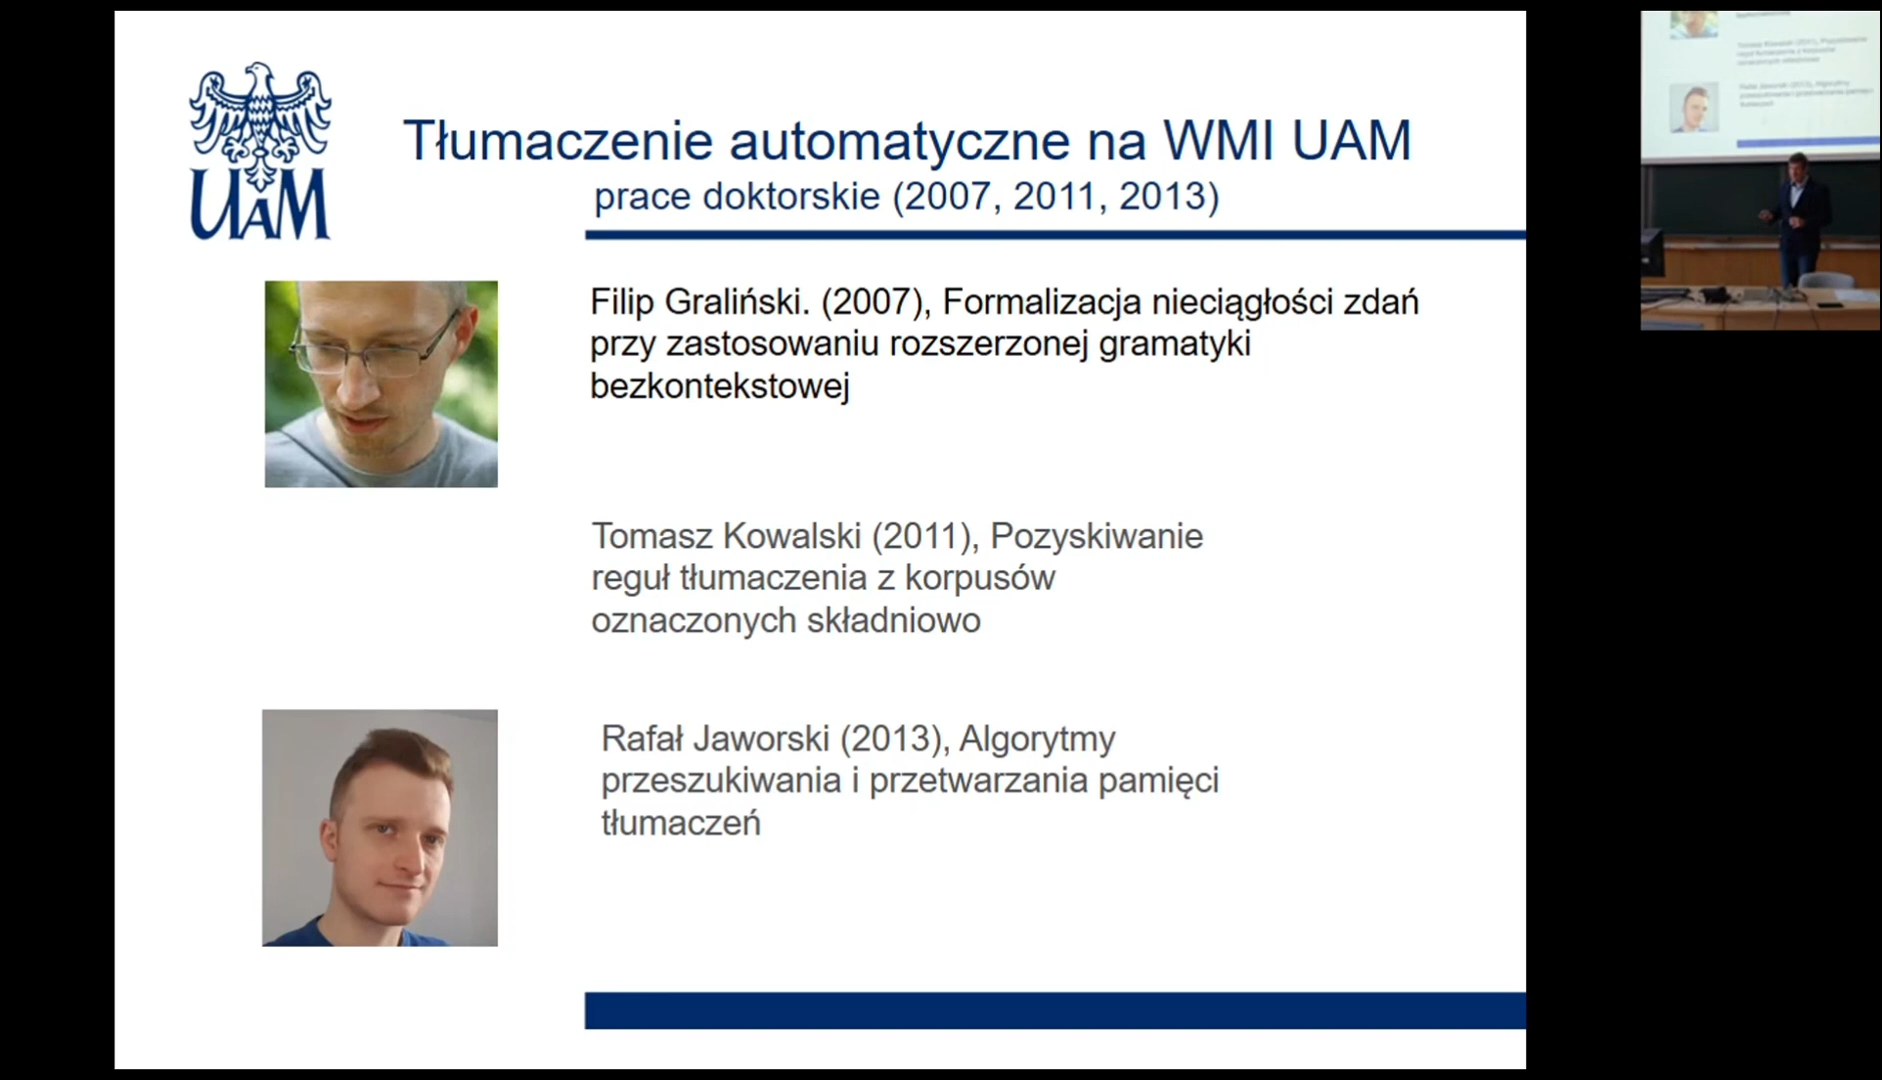 UAM
Tłumaczenie automatyczne na WMI UAM
prace doktorskie (2007, 2011, 2013)
Filip Graliński. (2007), Formalizacja nieciągłości zdań
przy zastosowaniu rozszerzonej gramatyki
bezkontekstowej
Tomasz Kowalski (2011), Pozyskiwanie
reguł tłumaczenia z korpusów
oznaczonych składniowo
Rafał Jaworski (2013), Algorytmy
przeszukiwania i przetwarzania pamięci
tłumaczeń